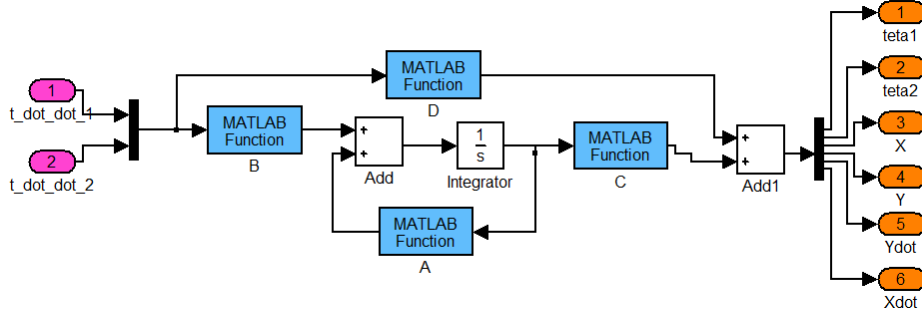 1
t_dot_dot_1
2
t_dot_dot_2
MATLAB
Function
B
MATLAB
Function
D
+
+
Add
1
s
Integrator
MATLAB
Function
A
MATLAB
Function
C
+
+
Add1
1
teta1
2
teta2
3
X
4
Y
5
Ydot
6
Xdot